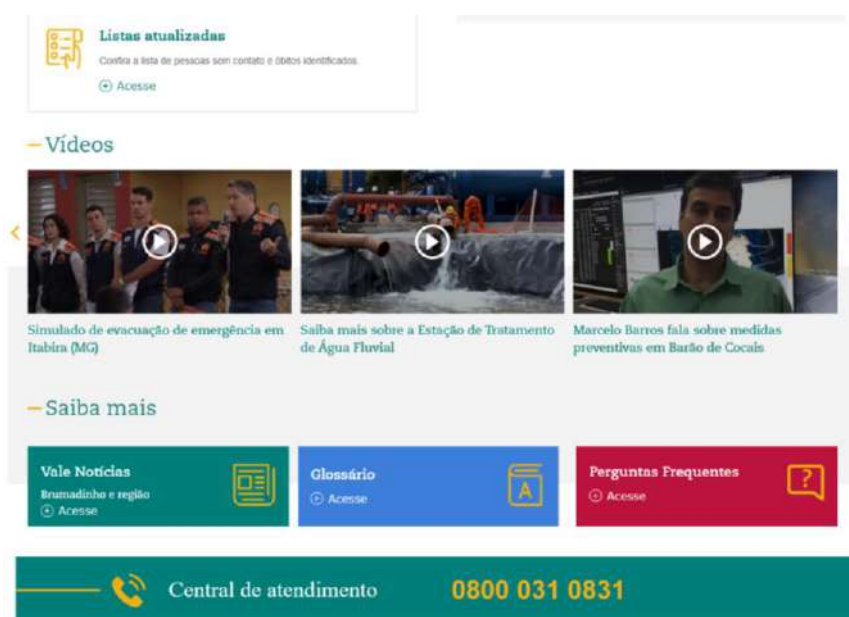 Listas atualizadas
Confira a lista de pessoas sem contato e óbitos identificados.
Acesse
Vídeos
Simulado de evacuação de emergência em
Itabira (MG)
Saiba mais sobre a Estação de Tratamento
de Água Fluvial
Marcelo Barros fala sobre medidas
preventivas em Barão de Cocais
Saiba mais
Vale Notícias
Brumadinho e região
Acesse
Glossário
Acesse
A
Perguntas Frequentes
Acesse
?
Central de atendimento 0800 031 0831